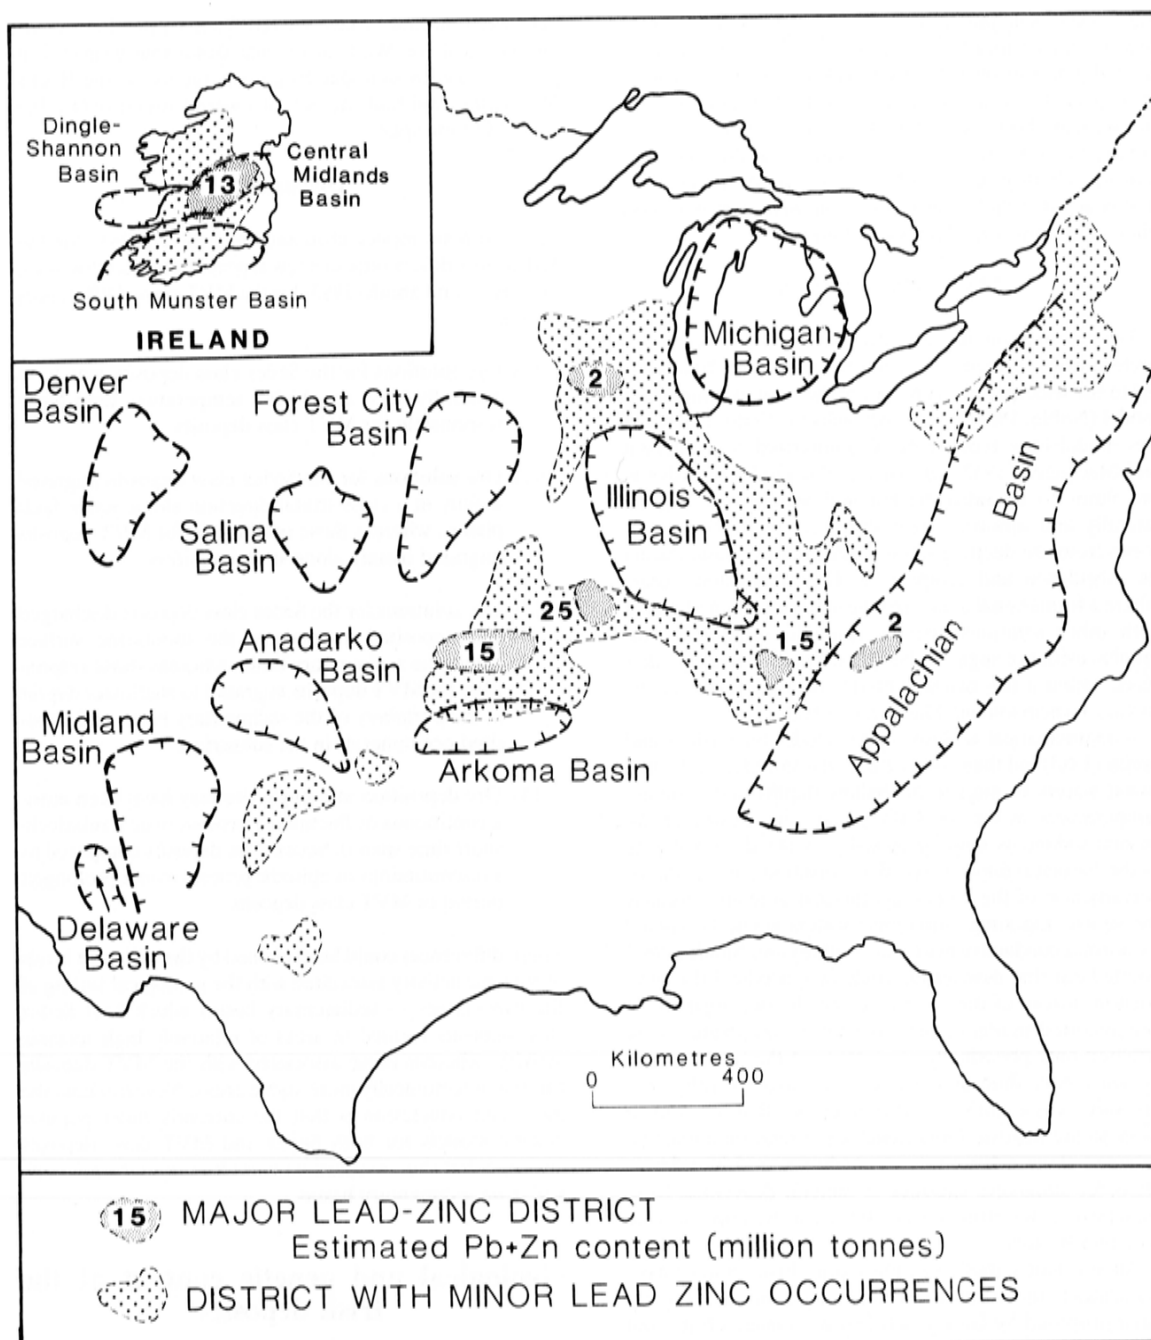 Dingle-
Shannon
Basin
13
Central
Midlands
Basin
South Munster Basin
IRELAND
Denver
Basin
Forest City
Basin
2
Michigan
Basin
Salina
Basin
Illinois
Basin
Basin
Appalachian
25
15
1.5
2
Anadarko
Basin
Midland
Basin
Arkoma Basin
Delaware
Basin
Kilometres
0 400
15 MAJOR LEAD-ZINC DISTRICT
Estimated Pb+Zn content (million tonnes)
DISTRICT WITH MINOR LEAD ZINC OCCURRENCES